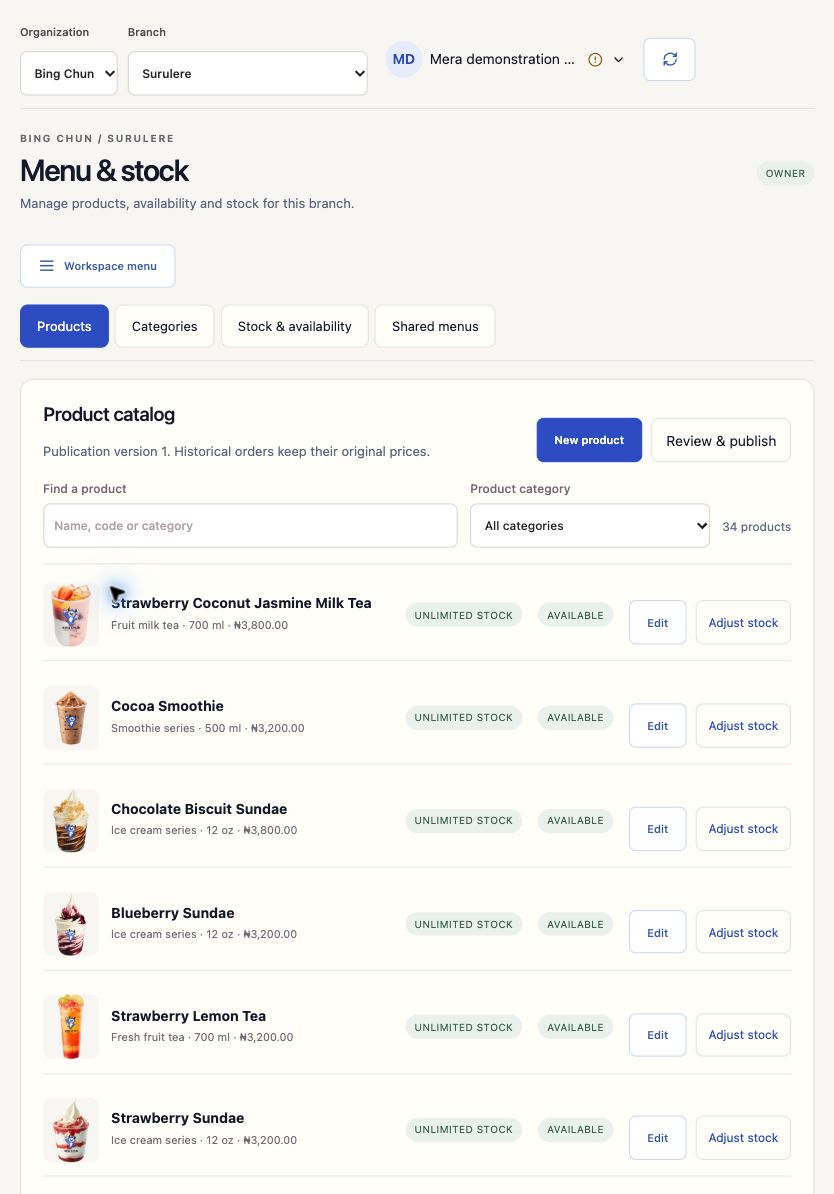 Organization
Branch
Bing Chun
Surulere
MD
Mera demonstration ...
BING CHUN / SURULERE
Menu & stock
OWNER
Manage products, availability and stock for this branch.
Workspace menu
Products
Categories
Stock & availability
Shared menus
Product catalog
Publication version 1. Historical orders keep their original prices.
New product
Review & publish
Find a product
Product category
Name, code or category
All categories
34 products
Strawberry Coconut Jasmine Milk Tea
Fruit milk tea · 700 ml · ₦3,800.00
UNLIMITED STOCK
AVAILABLE
Edit
Adjust stock
Cocoa Smoothie
Smoothie series · 500 ml · ₦3,200.00
UNLIMITED STOCK
AVAILABLE
Edit
Adjust stock
Chocolate Biscuit Sundae
Ice cream series · 12 oz · ₦3,800.00
UNLIMITED STOCK
AVAILABLE
Edit
Adjust stock
Blueberry Sundae
Ice cream series · 12 oz · ₦3,200.00
UNLIMITED STOCK
AVAILABLE
Edit
Adjust stock
Strawberry Lemon Tea
Fresh fruit tea · 700 ml · ₦3,200.00
UNLIMITED STOCK
AVAILABLE
Edit
Adjust stock
Strawberry Sundae
Ice cream series · 12 oz · ₦3,200.00
UNLIMITED STOCK
AVAILABLE
Edit
Adjust stock